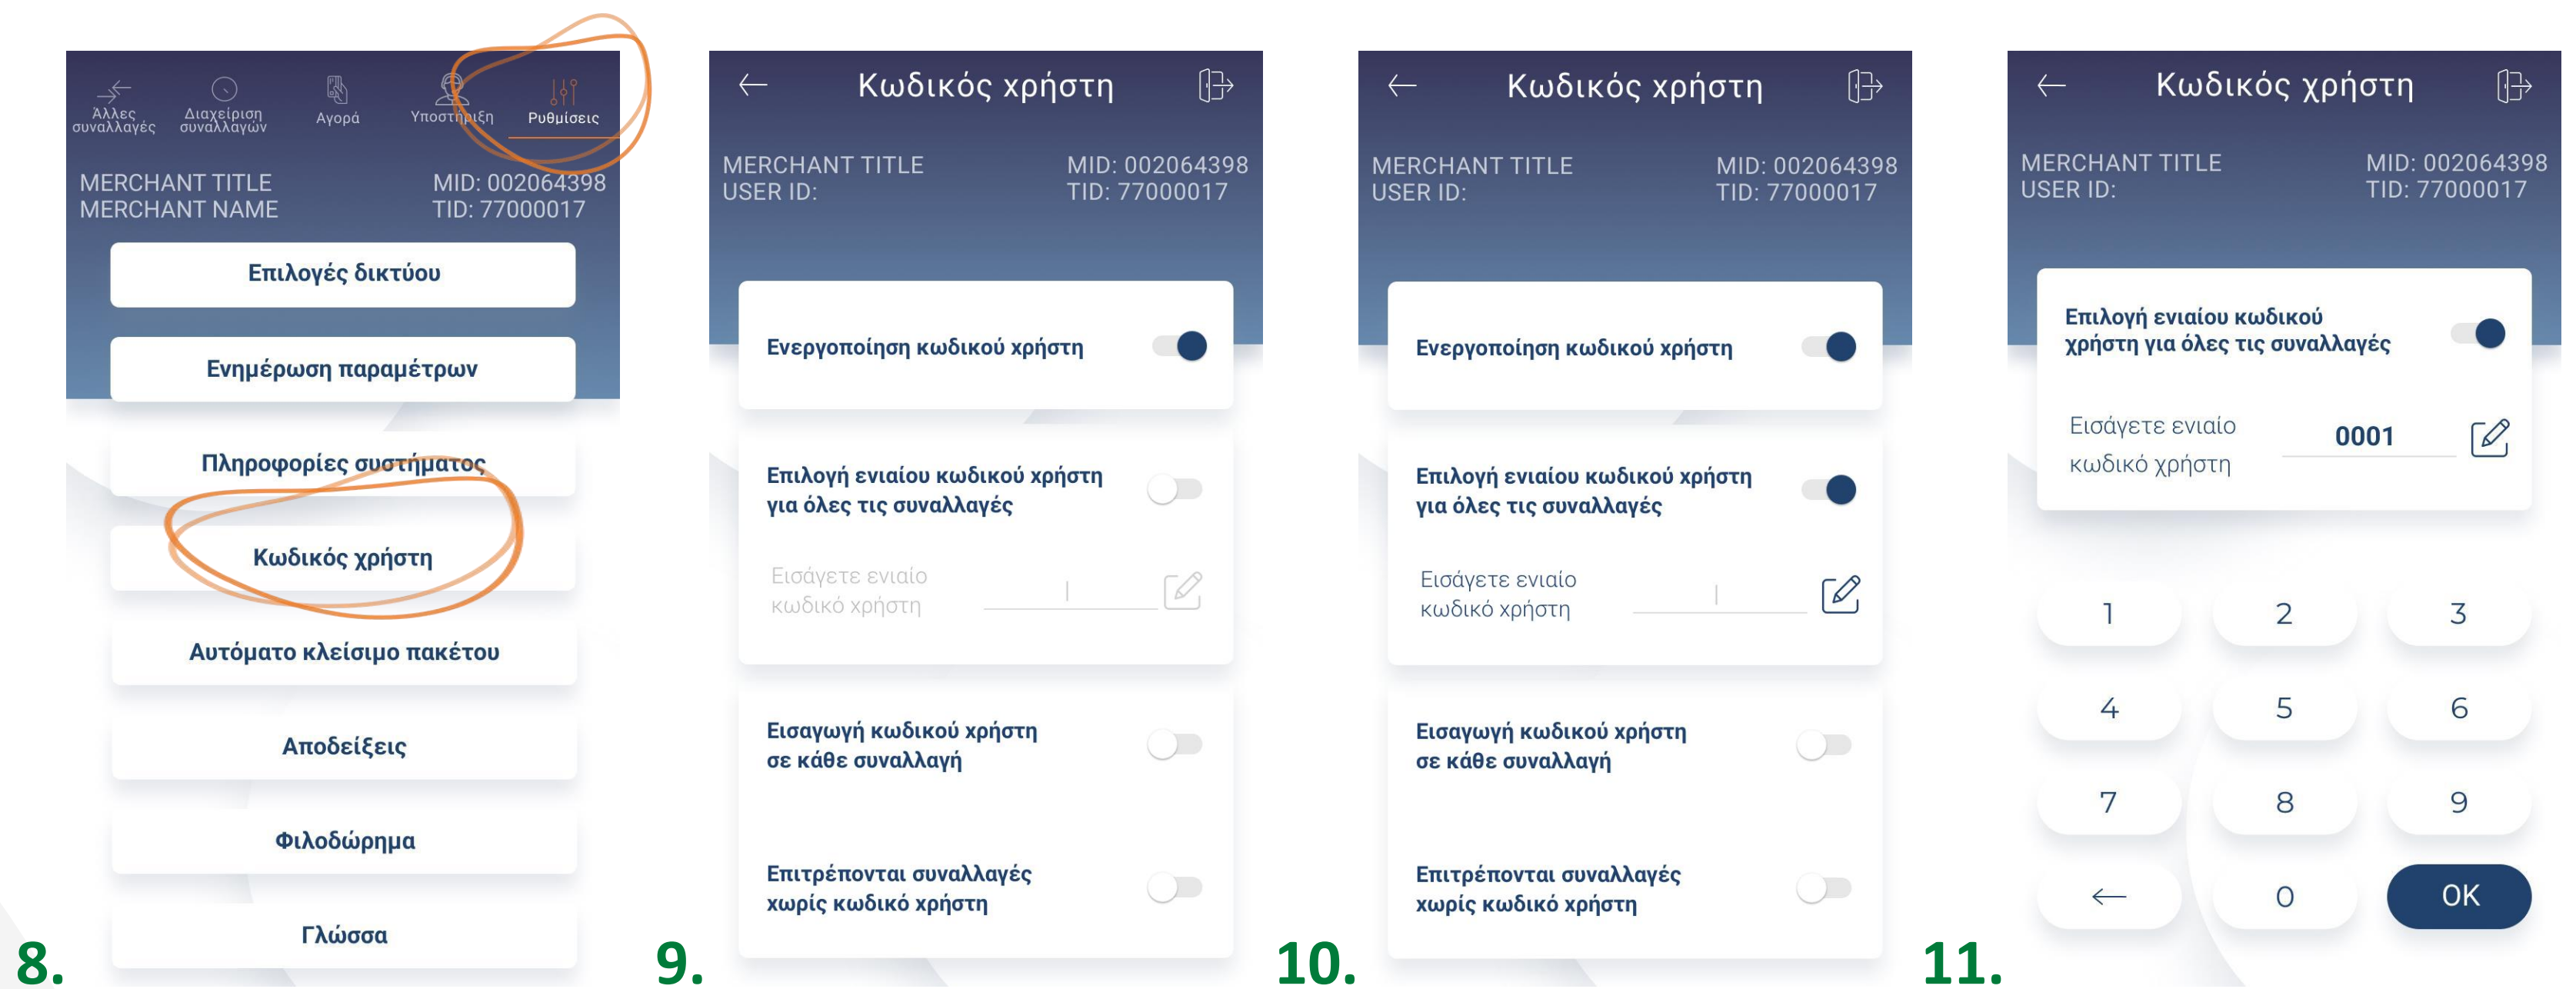 Άλλες
συναλλαγές
Διαχείριση
συναλλαγών
Αγορά
Υποστήριξη
Ρυθμίσεις
MERCHANT TITLE
MERCHANT NAME
MID: 002064398
TID: 77000017
Επιλογές δικτύου
Ενημέρωση παραμέτρων
Πληροφορίες συστήματος
Κωδικός χρήστη
Αυτόματο κλείσιμο πακέτου
Αποδείξεις
Φιλοδώρημα
Γλώσσα
8.
Κωδικός χρήστη
MERCHANT TITLE
USER ID:
MID: 002064398
TID: 77000017
Ενεργοποίηση κωδικού χρήστη
Επιλογή ενιαίου κωδικού χρήστη
για όλες τις συναλλαγές
Εισάγετε ενιαίο
κωδικό χρήστη
Εισαγωγή κωδικού χρήστη
σε κάθε συναλλαγή
Επιτρέπονται συναλλαγές
χωρίς κωδικό χρήστη
9.
Κωδικός χρήστη
MERCHANT TITLE
USER ID:
MID: 002064398
TID: 77000017
Ενεργοποίηση κωδικού χρήστη
Επιλογή ενιαίου κωδικού χρήστη
για όλες τις συναλλαγές
Εισάγετε ενιαίο
κωδικό χρήστη
Εισαγωγή κωδικού χρήστη
σε κάθε συναλλαγή
Επιτρέπονται συναλλαγές
χωρίς κωδικό χρήστη
10.
Κωδικός χρήστη
MERCHANT TITLE
USER ID:
MID: 002064398
TID: 77000017
Επιλογή ενιαίου κωδικού
χρήστη για όλες τις συναλλαγές
Εισάγετε ενιαίο
κωδικό χρήστη
0001
1 2 3
4 5 6
7 8 9
0 OK
11.